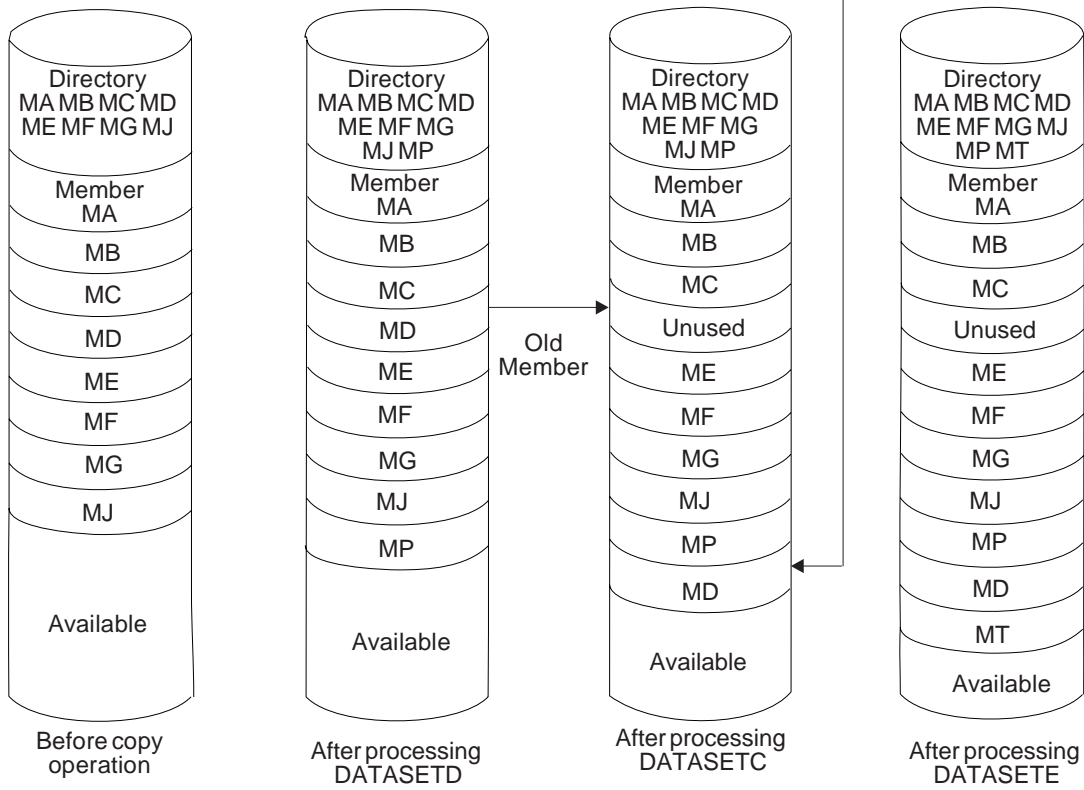 Directory
MA MB MC MD
ME MF MG MJ
Member
MA
MB
MC
MD
ME
MF
MG
MJ
Available
Before copy
operation
Directory
MA MB MC MD
ME MF MG
MJ MP
Member
MA
MB
MC
MD
ME
MF
MG
MJ
MP
Available
After processing
DATASETD
Old
Member
Directory
MA MB MC MD
ME MF MG
MJ MP
Member
MA
MB
MC
Unused
ME
MF
MG
MJ
MP
MD
Available
After processing
DATASETC
Directory
MA MB MC MD
ME MF MG MJ
MP MT
Member
MA
MB
MC
Unused
ME
MF
MG
MJ
MP
MD
MT
Available
After processing
DATASETE